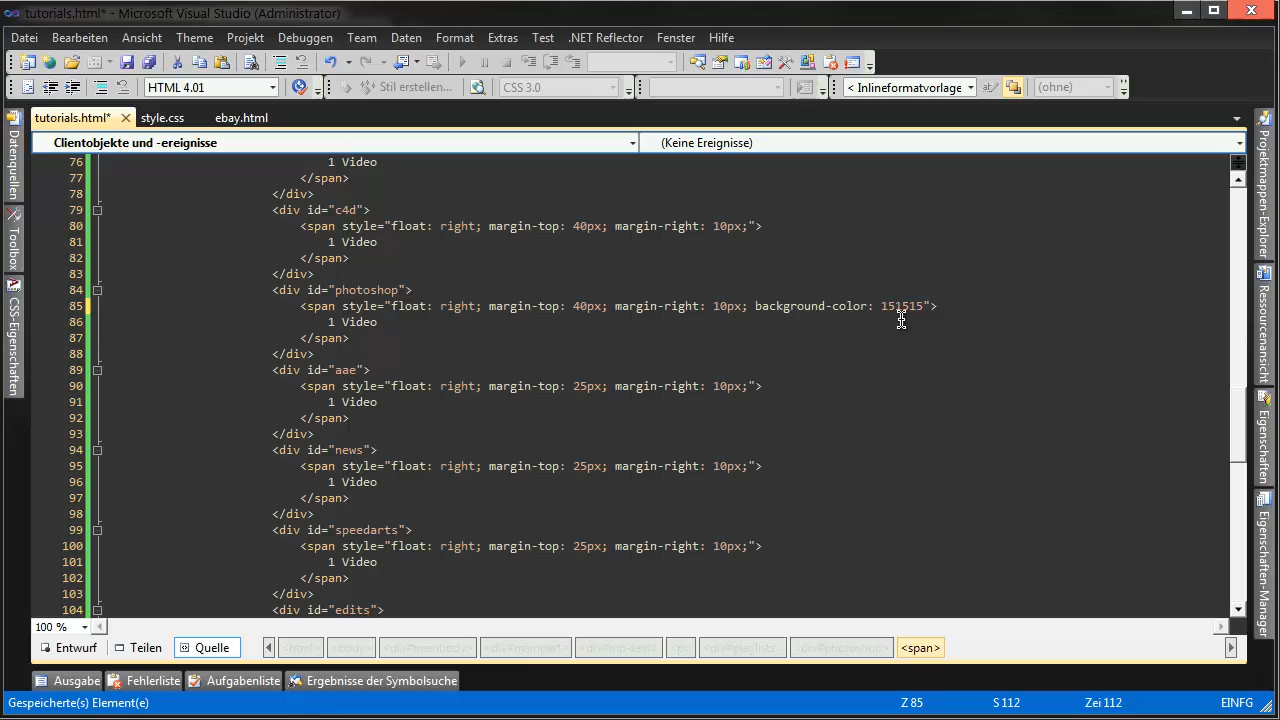 tutorials.html* - Microsoft Visual Studio (Administrator)
Datei Bearbeiten Ansicht Theme Projekt Debuggen Team Daten Format Extras Test .NET Reflector Fenster Hilfe
HTML 4.01 Stil erstellen... CSS 3.0 < Inlineformatvorlage (ohne)
tutorials.html* style.css ebay.html
Clientobjekte und -ereignisse (Keine Ereignisse)
76 1 Video
77 </span>
78 </div>
79 <div id="c4d">
80 <span style="float: right; margin-top: 40px; margin-right: 10px;">
81 1 Video
82 </span>
83 </div>
84 <div id="photoshop">
85 <span style="float: right; margin-top: 40px; margin-right: 10px; background-color: 151515">
86 1 Video
87 </span>
88 </div>
89 <div id="aae">
90 <span style="float: right; margin-top: 25px; margin-right: 10px;">
91 1 Video
92 </span>
93 </div>
94 <div id="news">
95 <span style="float: right; margin-top: 25px; margin-right: 10px;">
96 1 Video
97 </span>
98 </div>
99 <div id="speedarts">
100 <span style="float: right; margin-top: 25px; margin-right: 10px;">
101 1 Video
102 </span>
103 </div>
104 <div id="edits">
100 %
Entwurf Teilen Quelle <html> <body> <div#playlists> <div#photoshop> <span>
Ausgabe Fehlerliste Aufgabenliste Ergebnisse der Symbolsuche
Gespeicherte(s) Element(e) Z 85 S 112 Zei 112 EINFG
Datenquellen
Toolbox
CSS-Eigenschaften
Projektmappen-Explorer
Ressourcenansicht
Eigenschaften
Eigenschaften-Manager